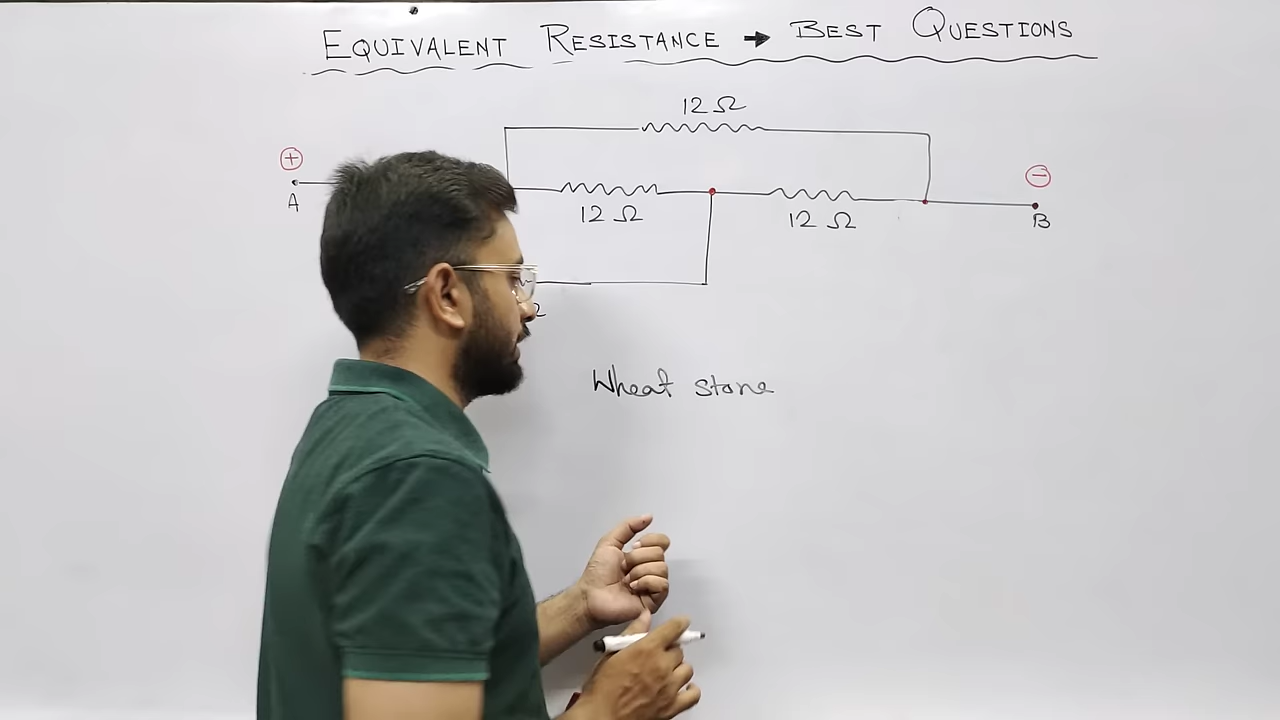 EQUIVALENT RESISTANCE → BEST QUESTIONS
12 Ω
+
−
A
12 Ω
12 Ω
B
Wheat stone